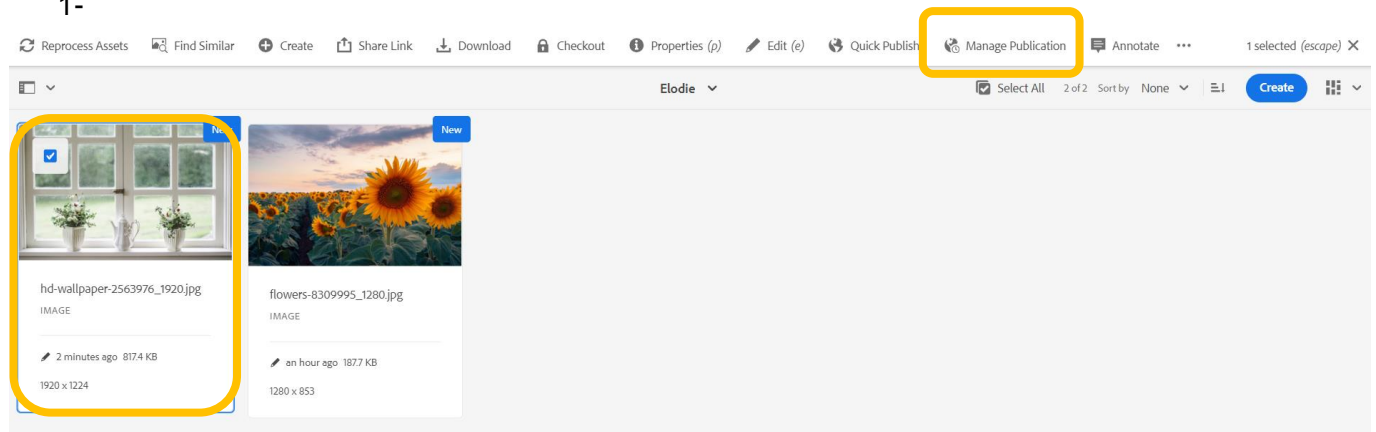 1-
Reprocess Assets Find Similar Create Share Link Download Checkout Properties (p) Edit (e) Quick Publish Manage Publication Annotate ••• 1 selected (escape) X
Elodie Select All 2 of 2 Sort by None Create
New New
hd-wallpaper-2563976_1920.jpg
IMAGE
2 minutes ago 817.4 KB
1920 x 1224
flowers-8309995_1280.jpg
IMAGE
an hour ago 187.7 KB
1280 x 853